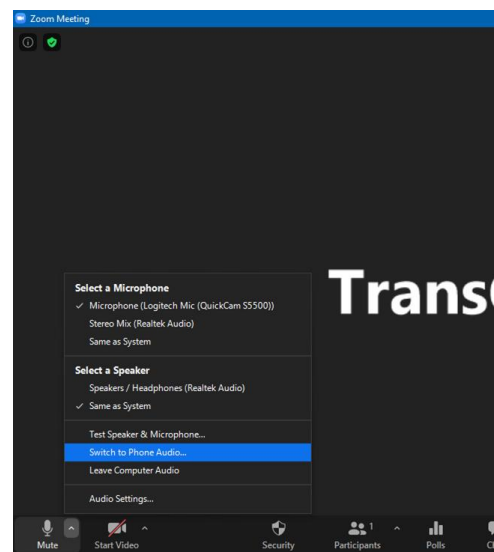 Zoom Meeting
Trans
Select a Microphone
Microphone (Logitech Mic (QuickCam S5500))
Stereo Mix (Realtek Audio)
Same as System
Select a Speaker
Speakers / Headphones (Realtek Audio)
Same as System
Test Speaker & Microphone...
Switch to Phone Audio...
Leave Computer Audio
Audio Settings...
Mute
Start Video
Security
1
Participants
Polls